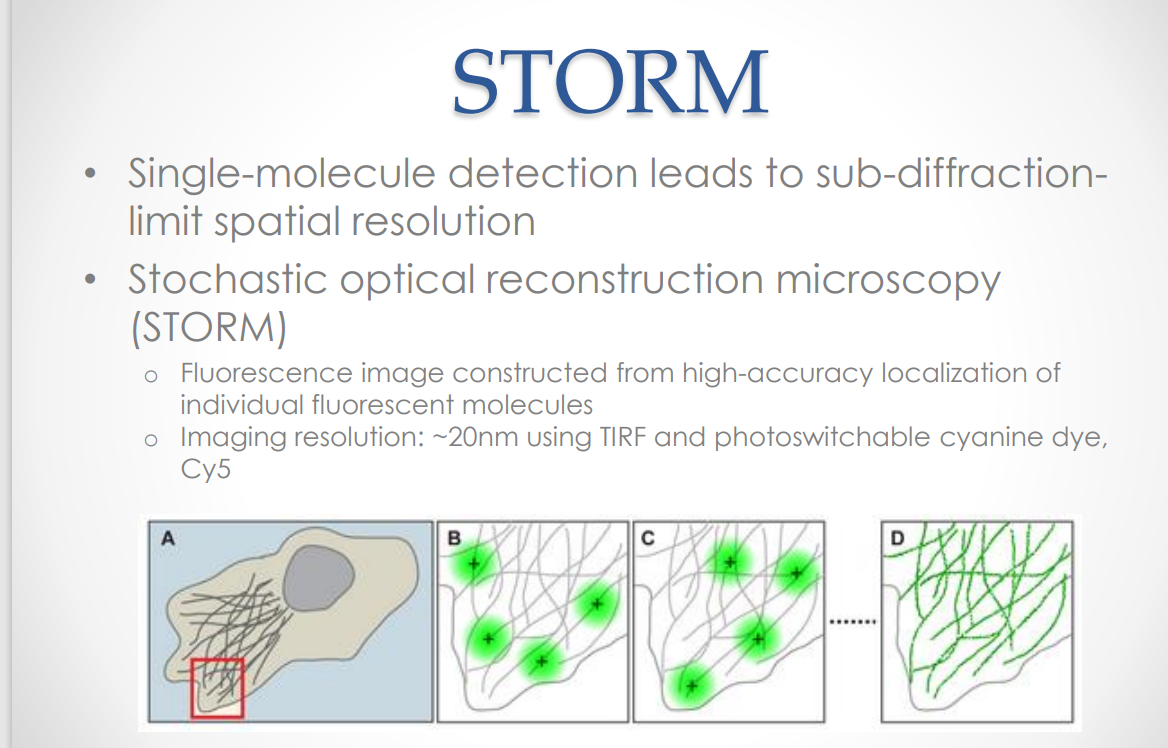 STORM
• Single-molecule detection leads to sub-diffraction-
limit spatial resolution
• Stochastic optical reconstruction microscopy
(STORM)
o Fluorescence image constructed from high-accuracy localization of
individual fluorescent molecules
o Imaging resolution: ~20nm using TIRF and photoswitchable cyanine dye,
Cy5
A B C D